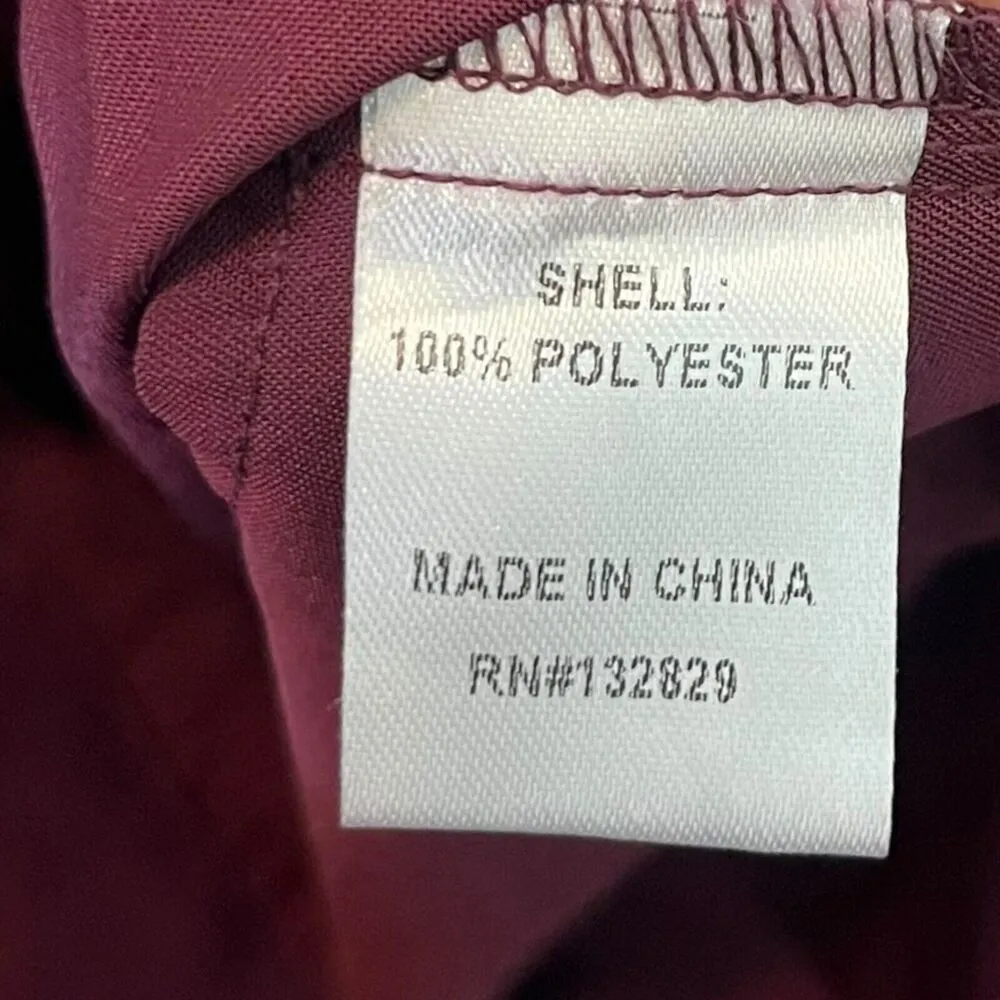 SHELL:
100% POLYESTER
MADE IN CHINA
RN#132829